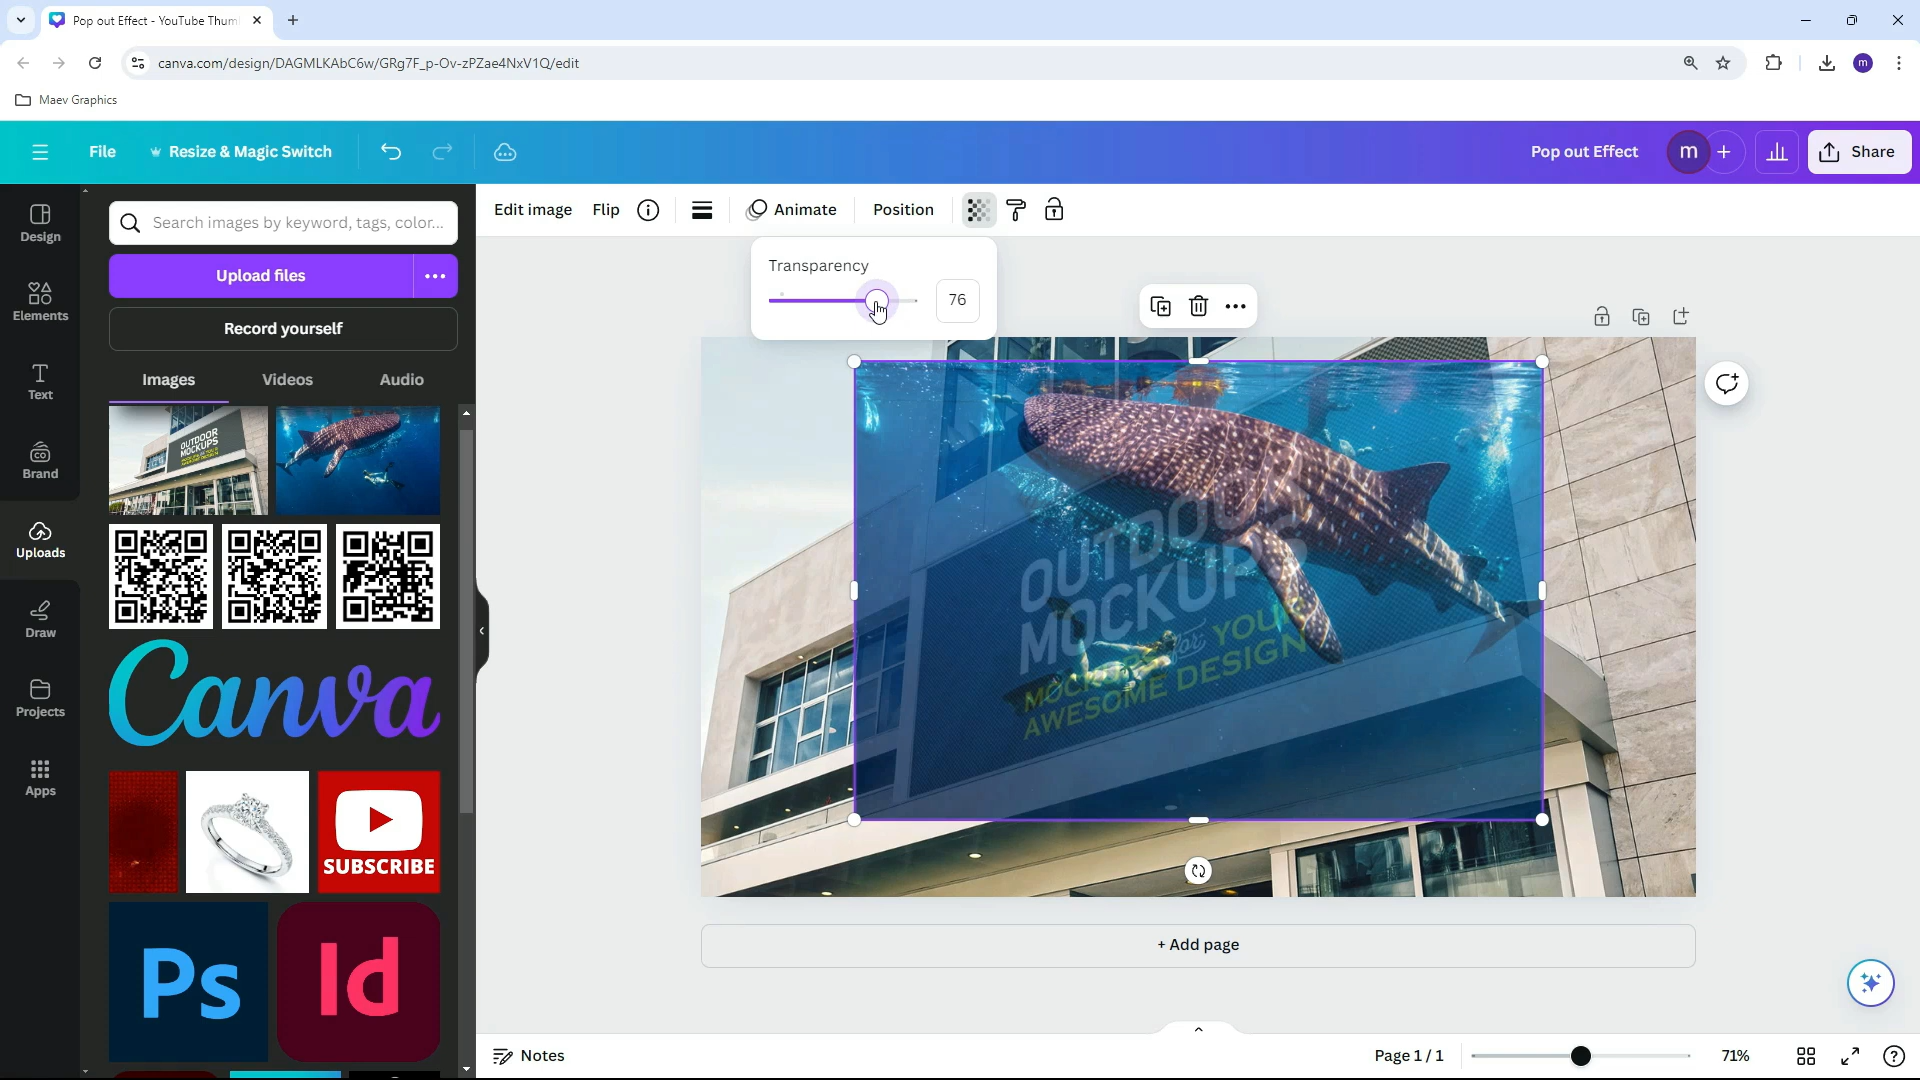 Pop out Effect - YouTube Thum
canva.com/design/DAGMLKAbC6w/GRg7F_p-Ov-zPZae4NxV1Q/edit
m
Maev Graphics
File
Resize & Magic Switch
Pop out Effect
m
Share
Edit image
Flip
Animate
Position
Transparency
76
Design
Elements
Text
Brand
Uploads
Draw
Projects
Apps
Search images by keyword, tags, color...
Upload files
Record yourself
Images
Videos
Audio
OUTDOOR
MOCKUPS
Canva
SUBSCRIBE
Ps
Id
OUTDOOR
MOCKUPS
MOCKUPS for YOUR
AWESOME DESIGN
+ Add page
Notes
Page 1 / 1
71%